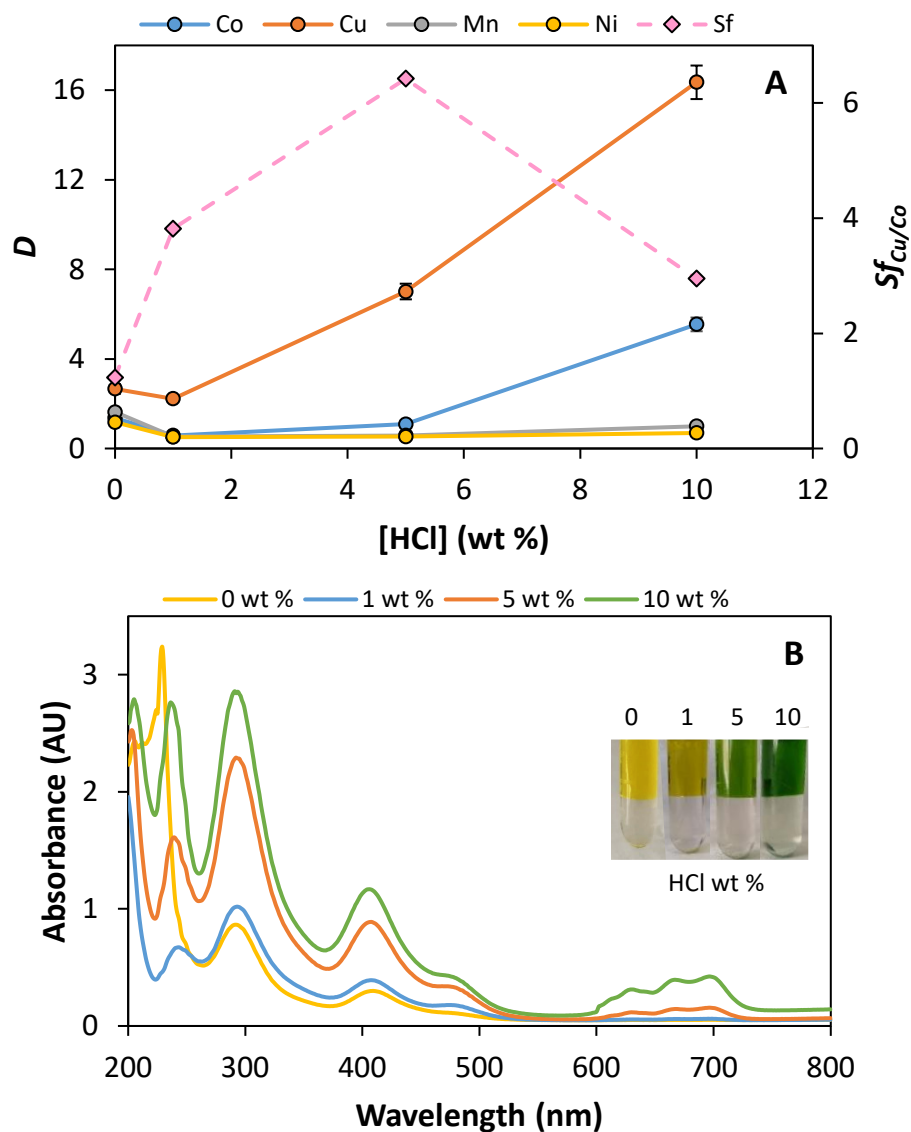 Co Cu Mn Ni Sf
A
16
12
8
4
0
D
6
4
2
0
Sf Cu/Co
0 2 4 6 8 10 12
[HCl] (wt %)
0 wt % 1 wt % 5 wt % 10 wt %
B
3
2
1
0
Absorbance (AU)
0 1 5 10
HCl wt %
200 300 400 500 600 700 800
Wavelength (nm)